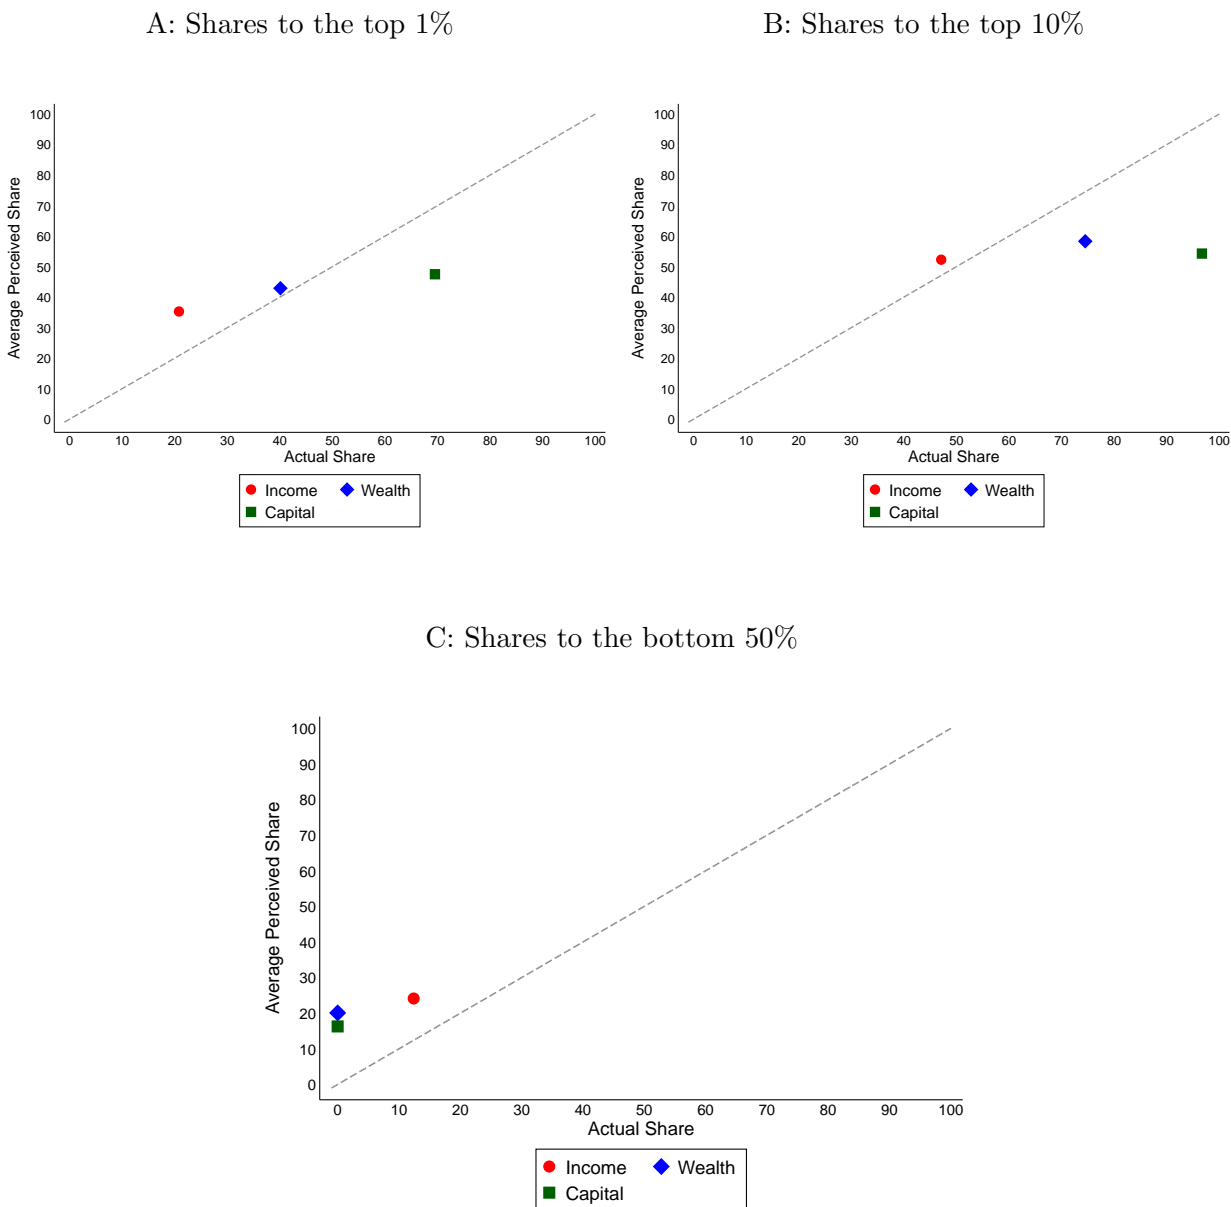 A: Shares to the top 1%
B: Shares to the top 10%
Average Perceived Share
100
90
80
70
60
50
40
30
20
10
0
0 10 20 30 40 50 60 70 80 90 100
Actual Share
Income Wealth
Capital
Average Perceived Share
100
90
80
70
60
50
40
30
20
10
0
0 10 20 30 40 50 60 70 80 90 100
Actual Share
Income Wealth
Capital
C: Shares to the bottom 50%
Average Perceived Share
100
90
80
70
60
50
40
30
20
10
0
0 10 20 30 40 50 60 70 80 90 100
Actual Share
Income Wealth
Capital